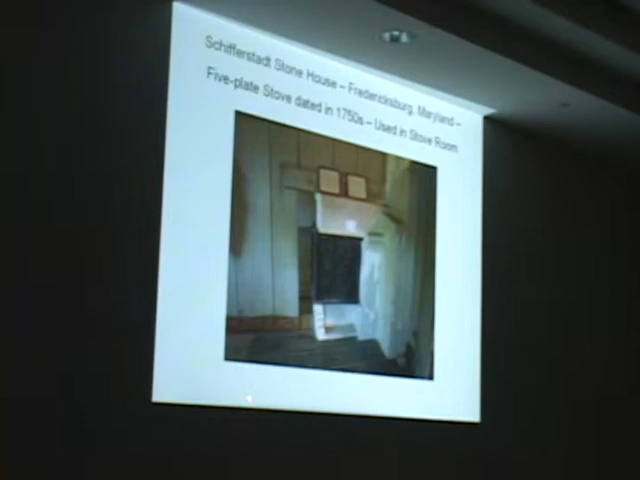 Schifferstadt Stone House – Fredericksburg, Maryland –
Five-plate Stove dated in 1750s – Used in Stove Room